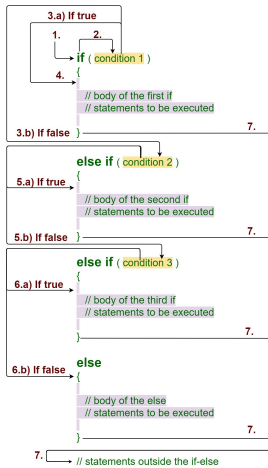 3.a) If true
1.
2.
if ( condition 1 )
4.
{
// body of the first if
// statements to be executed
3.b) If false
}
7.
else if ( condition 2 )
5.a) If true
{
// body of the second if
// statements to be executed
5.b) If false
}
7.
else if ( condition 3 )
6.a) If true
{
// body of the third if
// statements to be executed
}
7.
else
6.b) If false
{
// body of the else
// statements to be executed
}
7.
7.
// statements outside the if-else